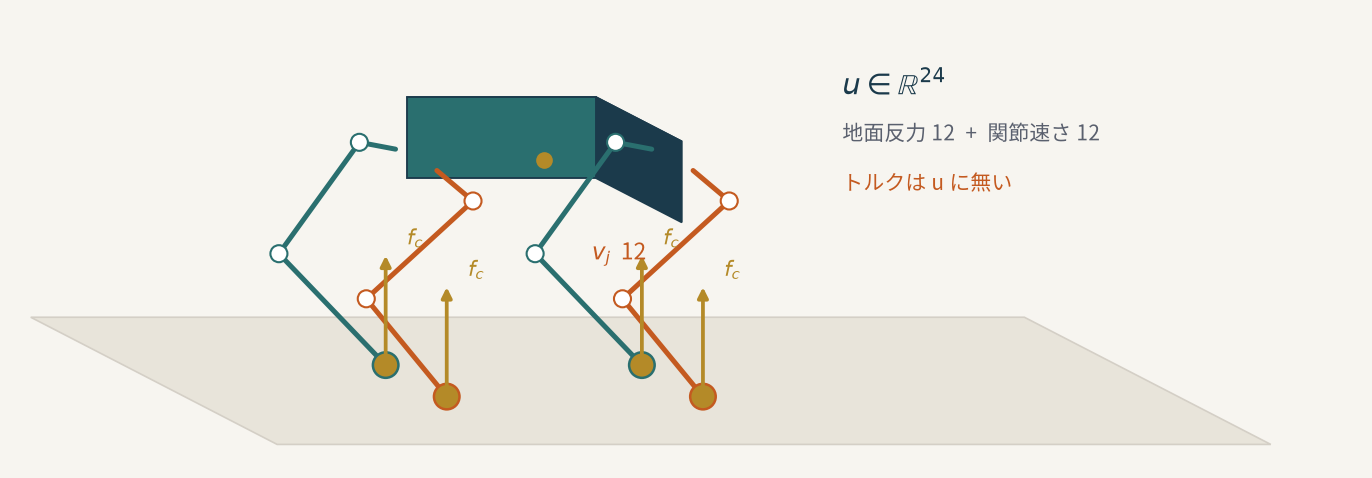 u ∈ ℝ²⁴
地面反力 12 + 関節速さ 12
トルクは u に無い
f_c
f_c
v_j 12
f_c
f_c